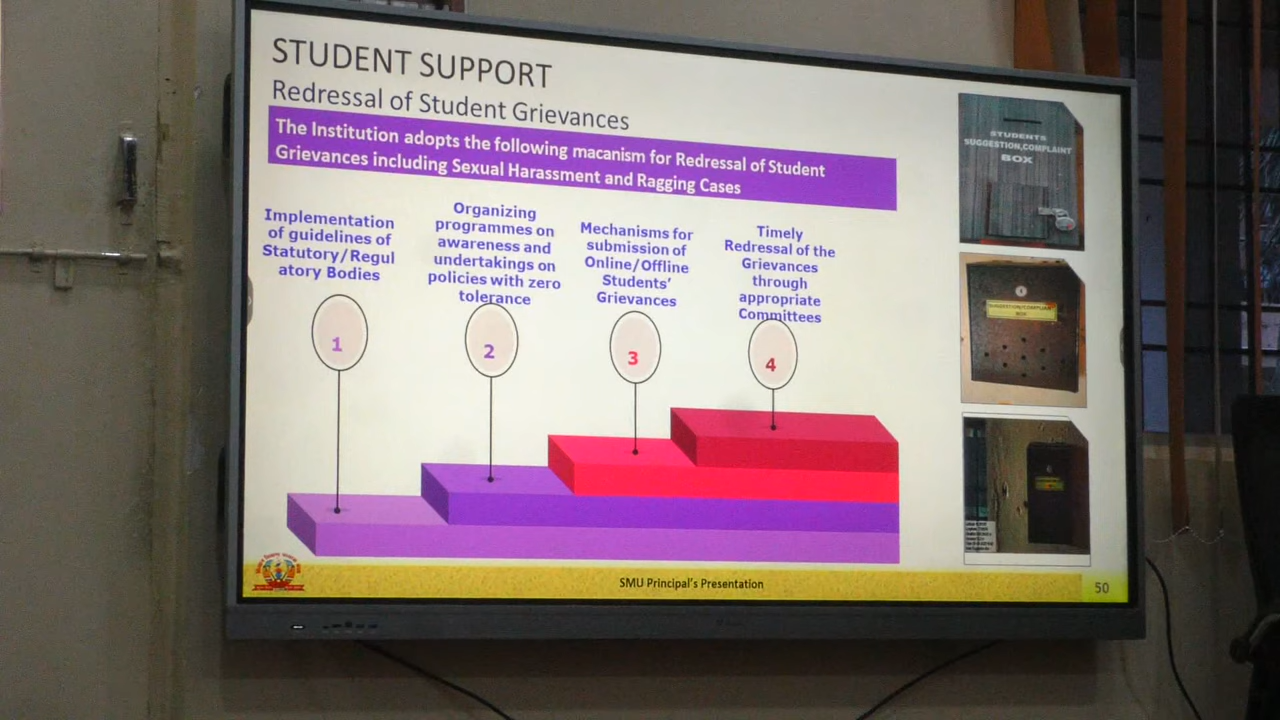 STUDENT SUPPORT
Redressal of Student Grievances
The Institution adopts the following macanism for Redressal of Student
Grievances including Sexual Harassment and Ragging Cases
Implementation
of guidelines of
Statutory/Regul
atory Bodies
Organizing
programmes on
awareness and
undertakings on
policies with zero
tolerance
Mechanisms for
submission of
Online/Offline
Students'
Grievances
Timely
Redressal of the
Grievances
through
appropriate
Committees
1
2
3
4
STUDENTS
SUGGESTION,COMPLAINT
BOX
SUGGESTION/COMPLIAN
BOX
SMU Principal's Presentation
50